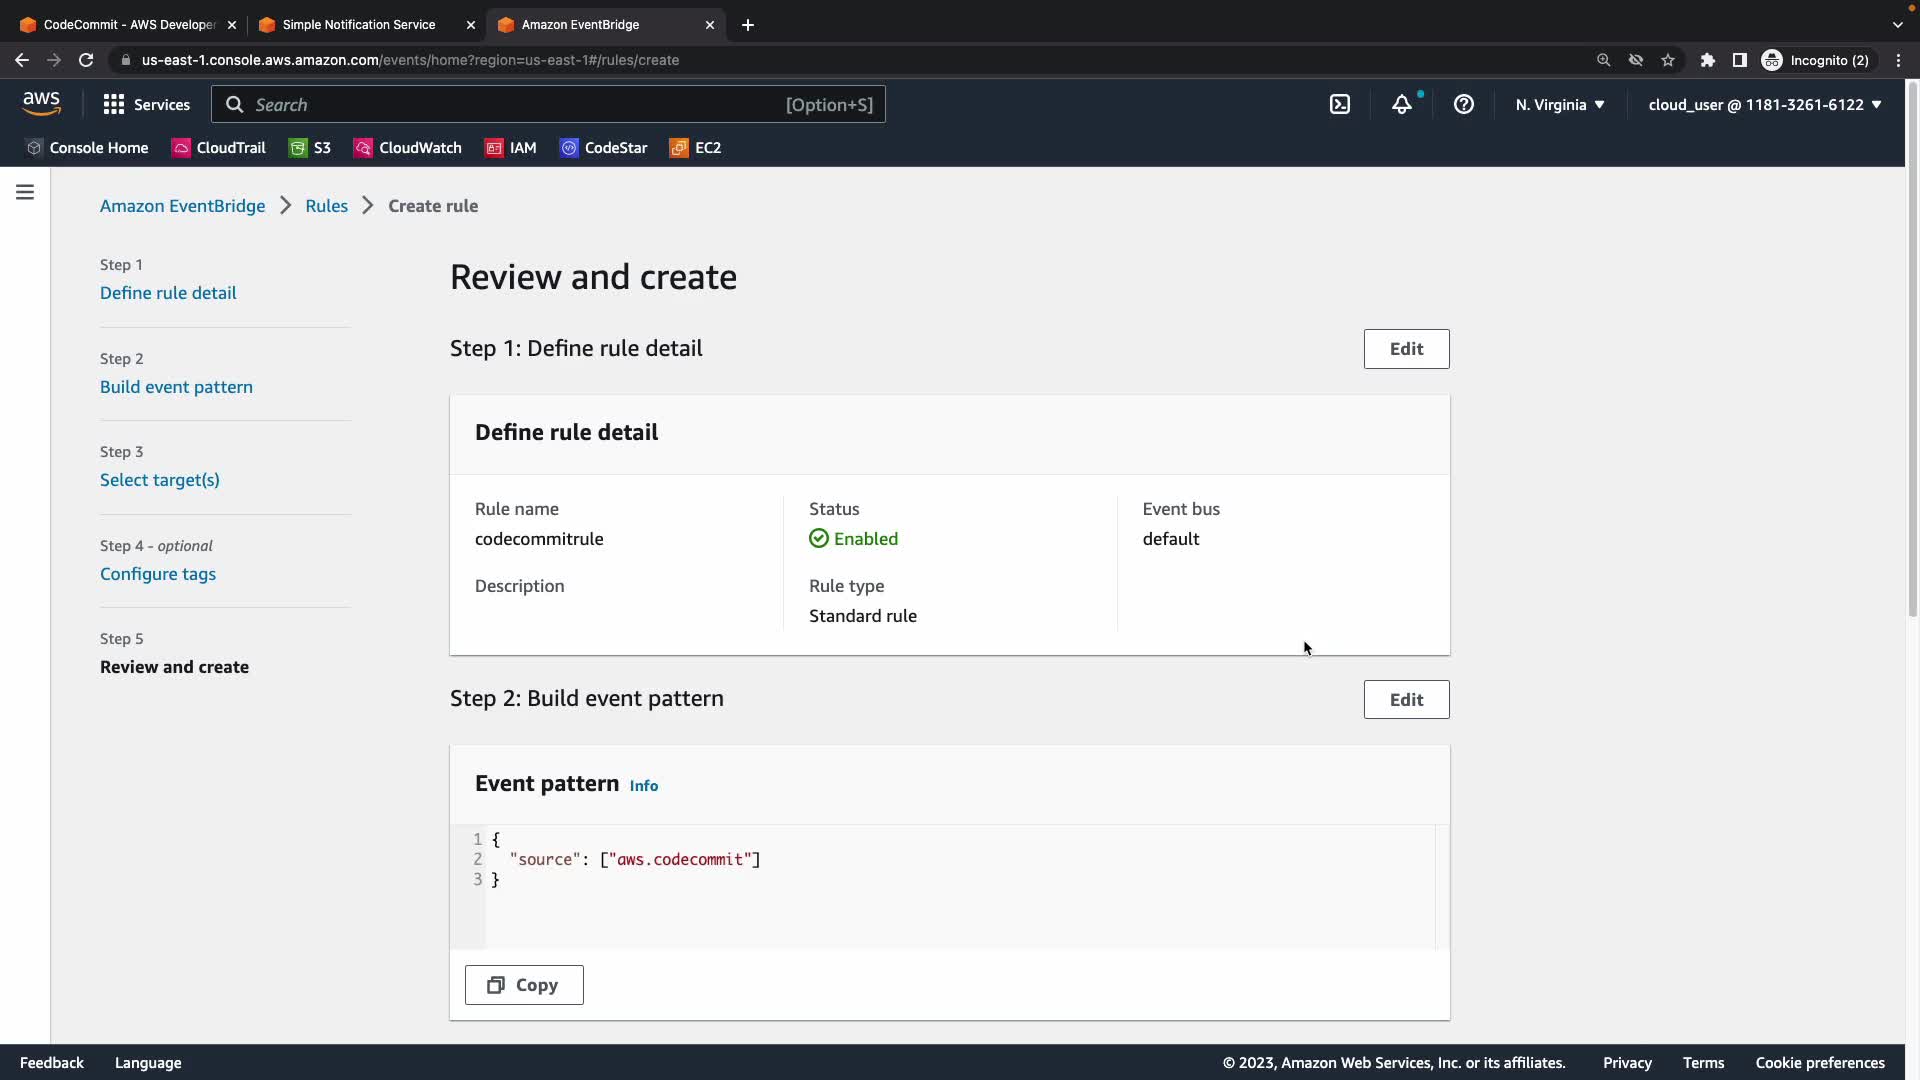 CodeCommit - AWS Developer
Simple Notification Service
Amazon EventBridge
us-east-1.console.aws.amazon.com/events/home?region=us-east-1#/rules/create
Incognito (2)
aws
Services
Search
[Option+S]
N. Virginia
cloud_user @ 1181-3261-6122
Console Home
CloudTrail
S3
CloudWatch
IAM
CodeStar
EC2
Amazon EventBridge
Rules
Create rule
Step 1
Define rule detail
Step 2
Build event pattern
Step 3
Select target(s)
Step 4 - optional
Configure tags
Step 5
Review and create
Review and create
Step 1: Define rule detail
Edit
Define rule detail
Rule name
codecommitrule
Description
Status
Enabled
Rule type
Standard rule
Event bus
default
Step 2: Build event pattern
Edit
Event pattern Info
1 {
2 "source": ["aws.codecommit"]
3 }
Copy
Feedback
Language
© 2023, Amazon Web Services, Inc. or its affiliates.
Privacy
Terms
Cookie preferences